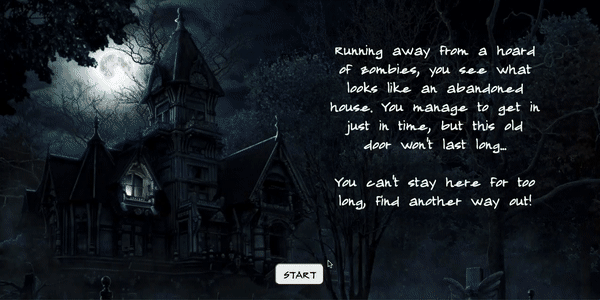 Running away from a hoard
of zombies, you see what
looks like an abandoned
house. You manage to get in
just in time, but this old
door won't last long...
You can't stay here for too
long, find another way out!
START